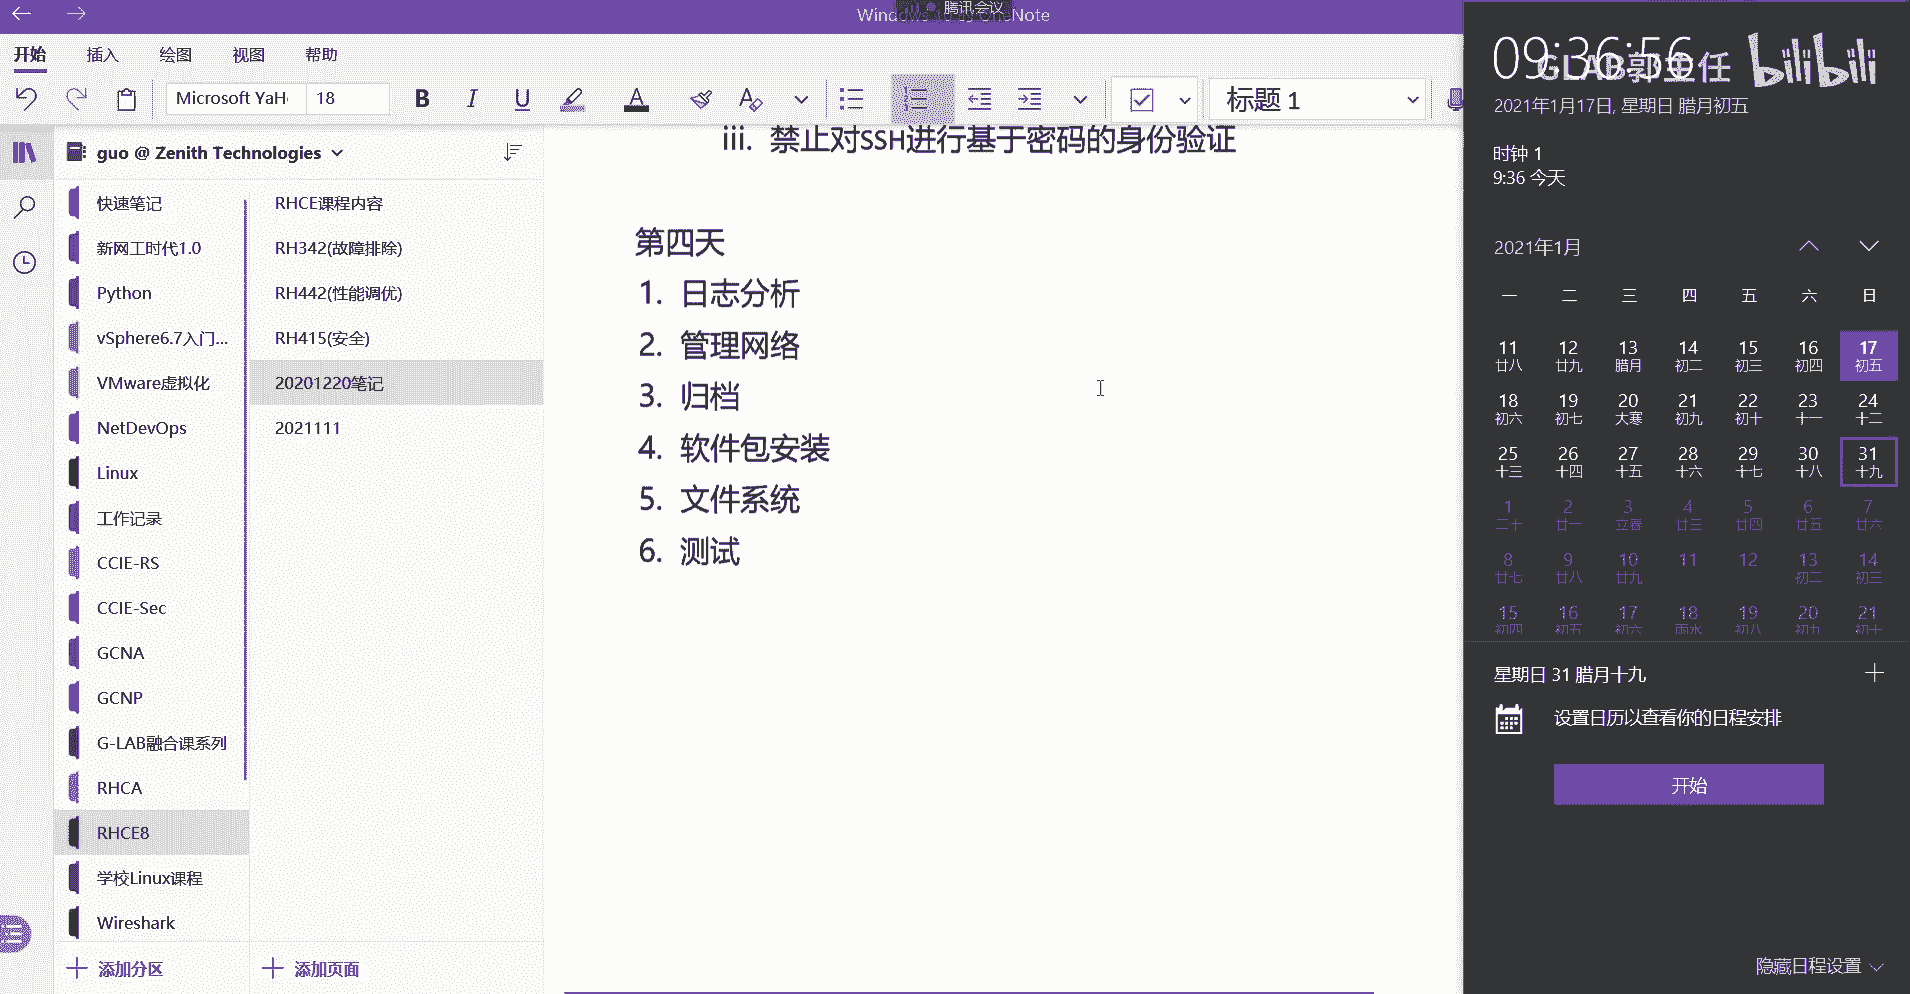 腾讯会议
开始 插入 绘图 视图 帮助
Microsoft YaH 18 B I U A A 标题 1
guo @ Zenith Technologies
快速笔记
新网工时代1.0
Python
vSphere6.7入门...
VMware虚拟化
NetDevOps
Linux
工作记录
CCIE-RS
CCIE-Sec
GCNA
GCNP
G-LAB融合课系列
RHCA
RHCE8
学校Linux课程
Wireshark
添加分区
RHCE课程内容
RH342(故障排除)
RH442(性能调优)
RH415(安全)
20201220笔记
2021111
添加页面
iii. 禁止对SSH进行基于密码的身份验证
第四天
1. 日志分析
2. 管理网络
3. 归档
4. 软件包安装
5. 文件系统
6. 测试
09:36:56
GLAB郭主任 bilibili
2021年1月17日, 星期日 腊月初五
时钟 1
9:36 今天
2021年1月
一 二 三 四 五 六 日
11 12 13 14 15 16 17
廿八 廿九 腊月 初二 初三 初四 初五
18 19 20 21 22 23 24
初六 初七 大寒 初九 初十 十一 十二
25 26 27 28 29 30 31
十三 十四 十五 十六 十七 十八 十九
1 2 3 4 5 6 7
二十 廿一 立春 廿三 廿四 廿五 廿六
8 9 10 11 12 13 14
廿七 廿八 廿九 初二 初三
15 16 17 18 19 20 21
初四 初五 初六 雨水 初八 初九 初十
星期日 31 腊月十九
设置日历以查看你的日程安排
开始
隐藏日程设置